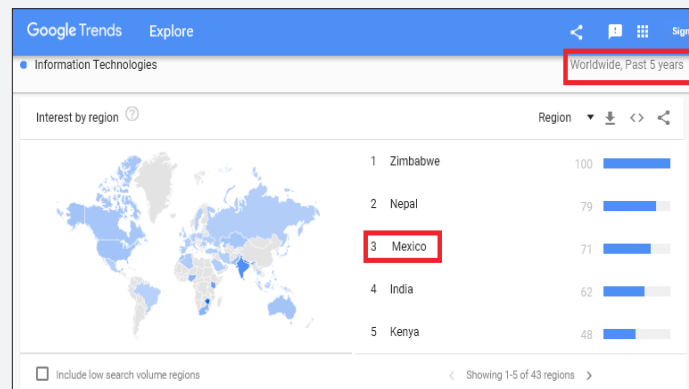 Google Trends Explore Sign
Information Technologies Worldwide, Past 5 years
Interest by region Region
1 Zimbabwe 100
2 Nepal 79
3 Mexico 71
4 India 62
5 Kenya 48
Include low search volume regions Showing 1-5 of 43 regions